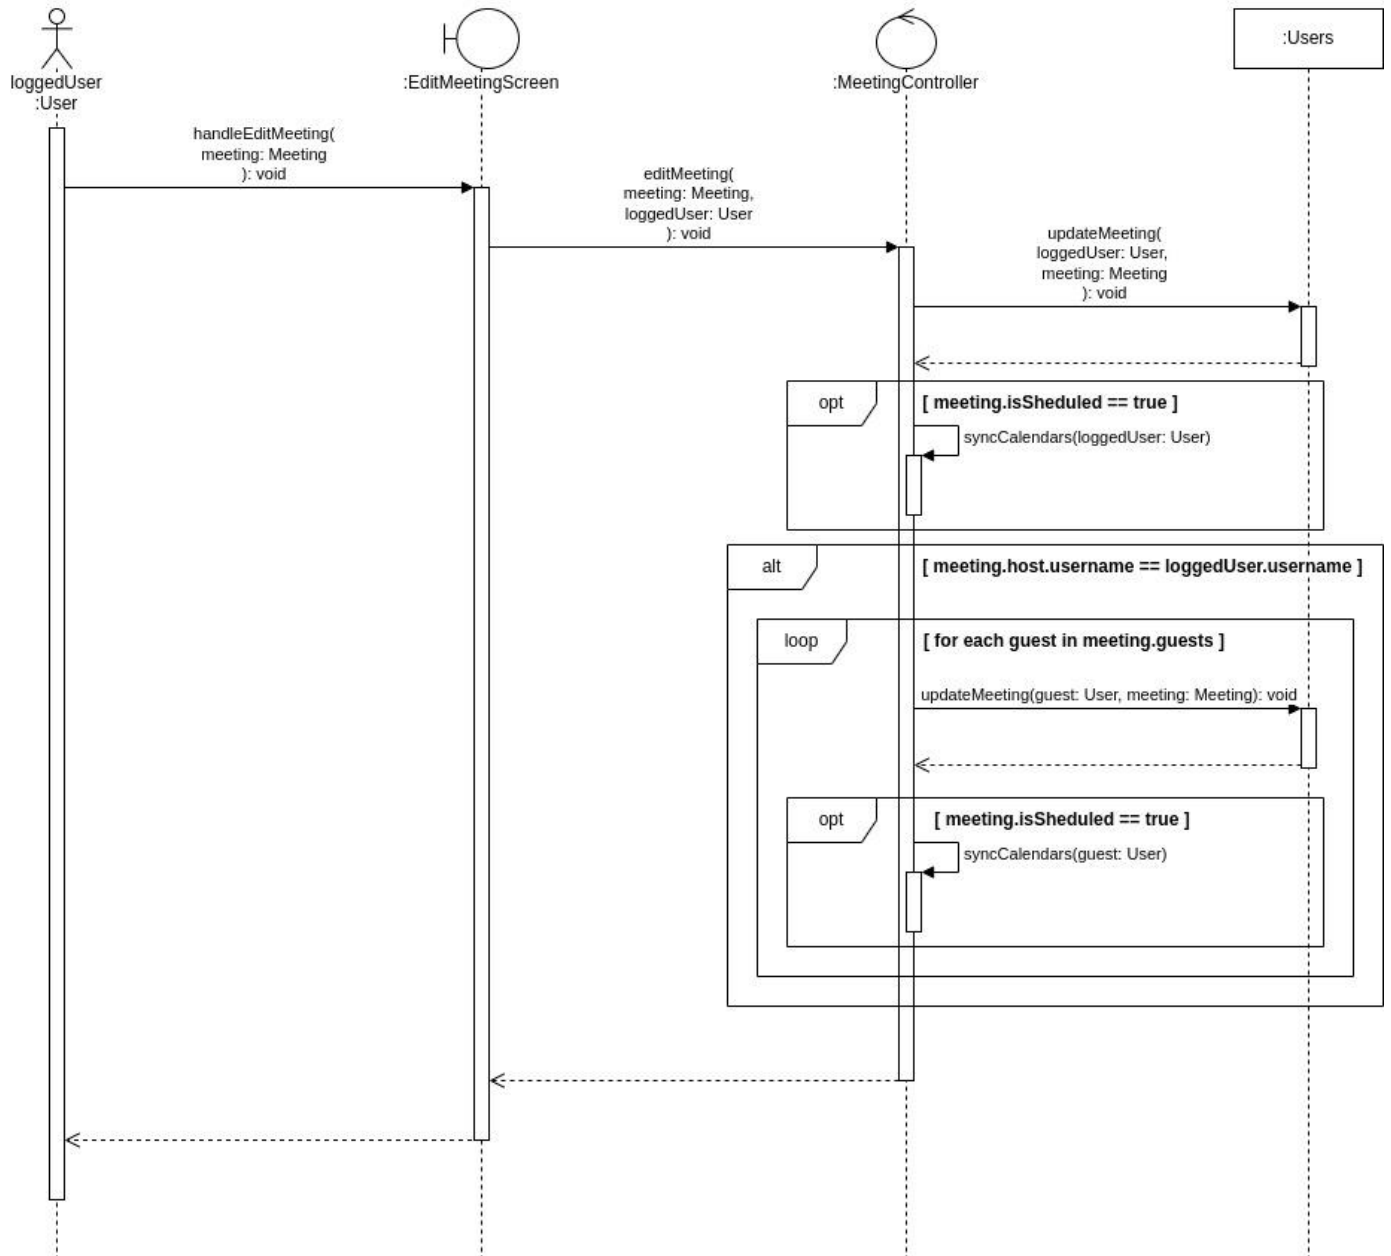 loggedUser
:User
:EditMeetingScreen
:MeetingController
:Users
handleEditMeeting(
meeting: Meeting
): void
editMeeting(
meeting: Meeting,
loggedUser: User
): void
updateMeeting(
loggedUser: User,
meeting: Meeting
): void
opt
[ meeting.isSheduled == true ]
syncCalendars(loggedUser: User)
alt
[ meeting.host.username == loggedUser.username ]
loop
[ for each guest in meeting.guests ]
updateMeeting(guest: User, meeting: Meeting): void
opt
[ meeting.isSheduled == true ]
syncCalendars(guest: User)